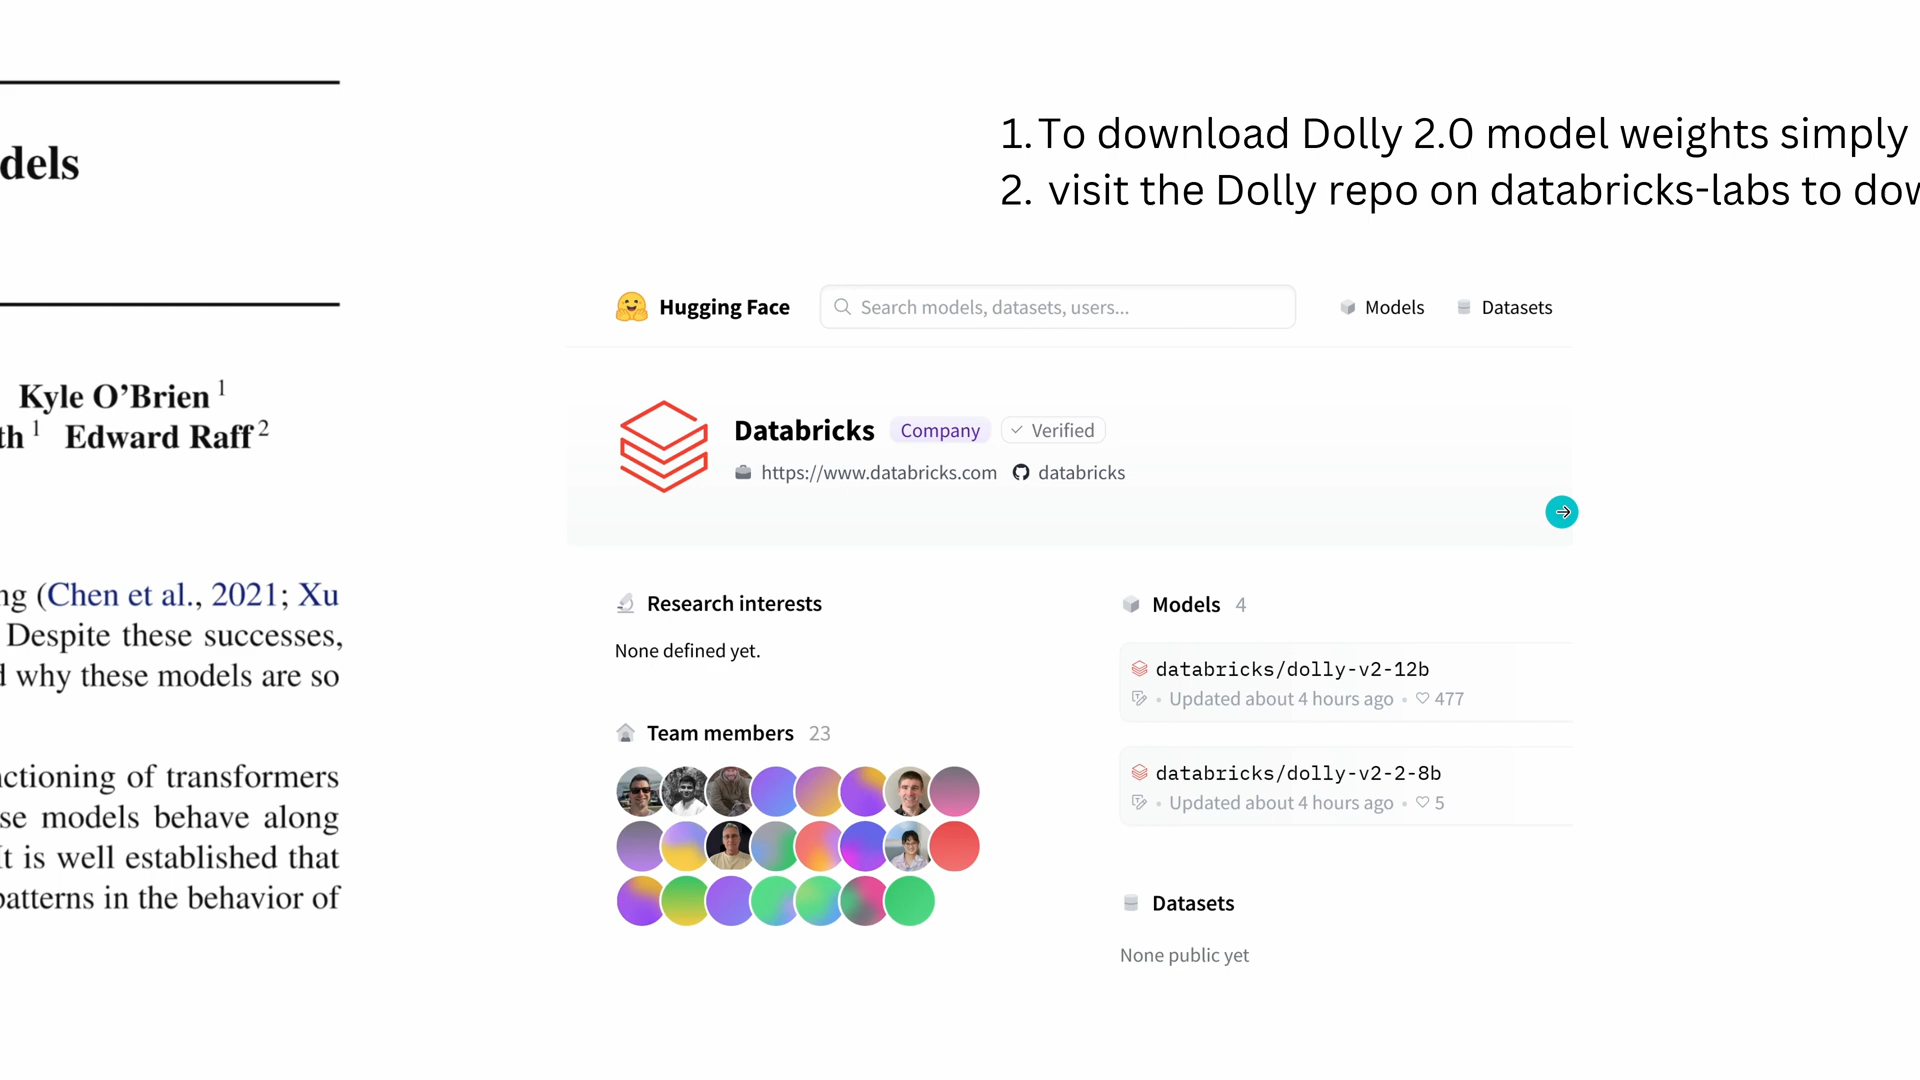 dels
Kyle O’Brien 1
th 1 Edward Raff 2
ng (Chen et al., 2021; Xu
Despite these successes,
d why these models are so
nctioning of transformers
se models behave along
It is well established that
patterns in the behavior of
1. To download Dolly 2.0 model weights simply
2. visit the Dolly repo on databricks-labs to dow
Hugging Face
Search models, datasets, users...
Models
Datasets
Databricks Company Verified
https://www.databricks.com databricks
Research interests
None defined yet.
Team members 23
Models 4
databricks/dolly-v2-12b
• Updated about 4 hours ago • 477
databricks/dolly-v2-2-8b
• Updated about 4 hours ago • 5
Datasets
None public yet